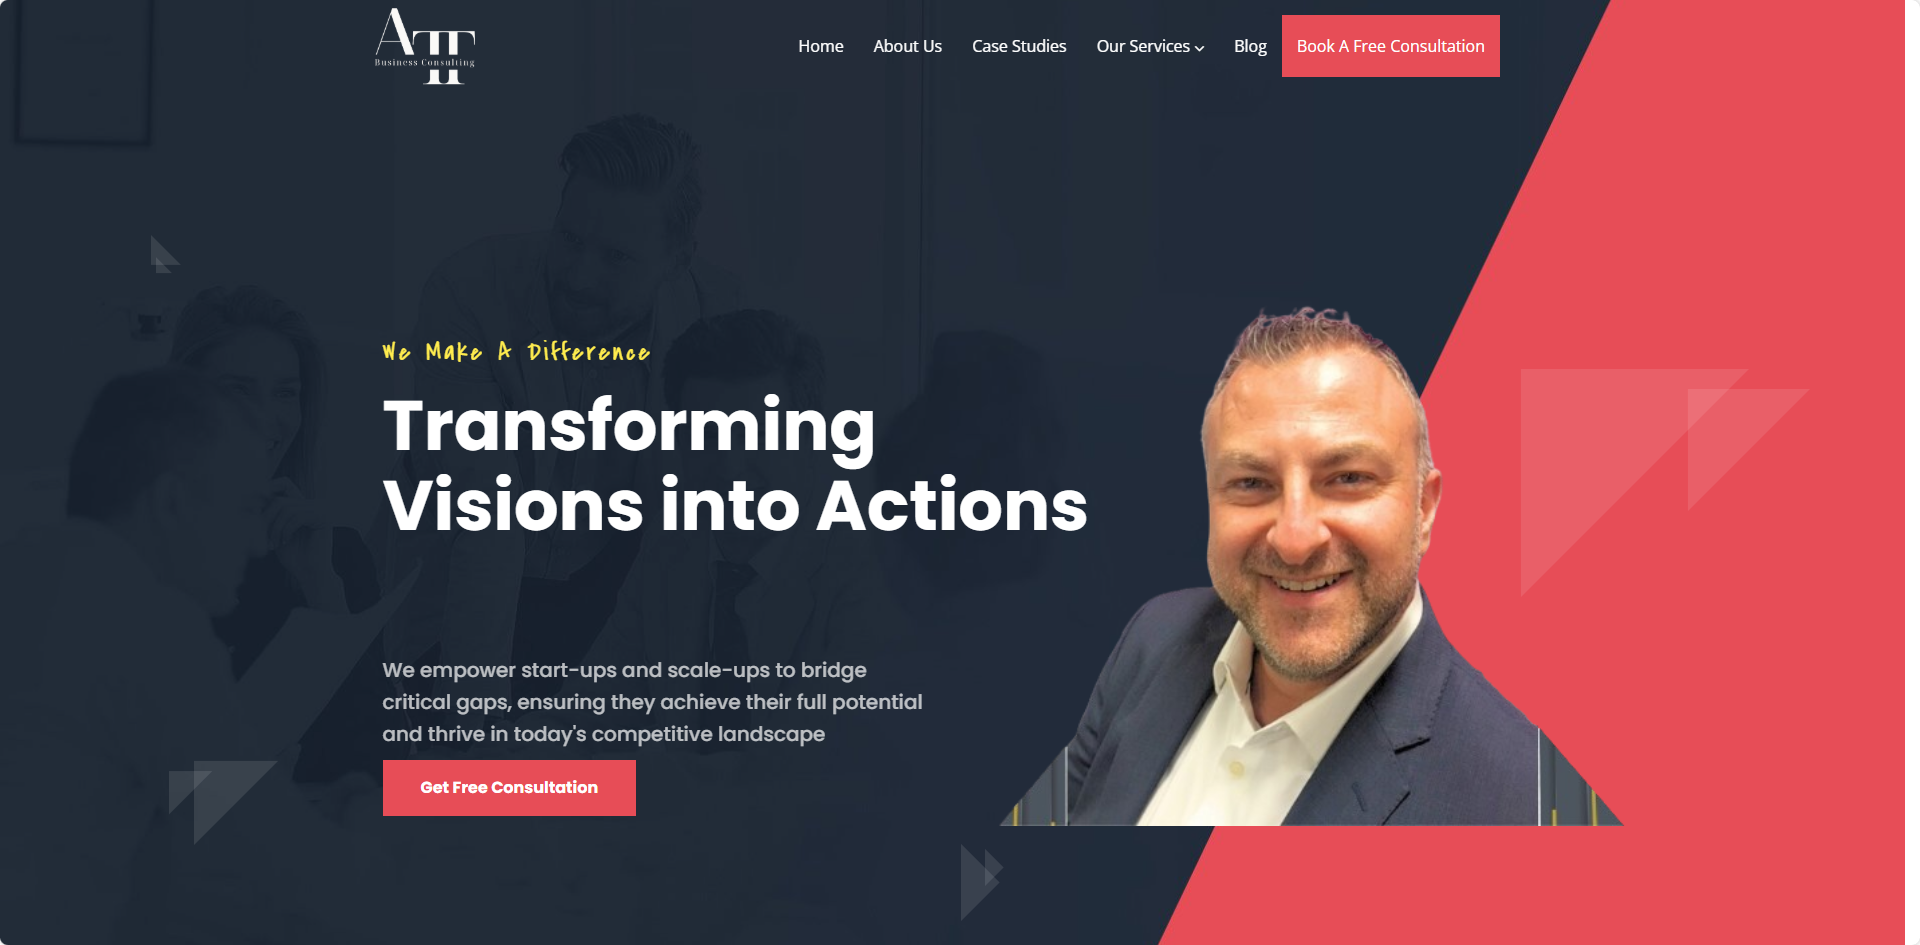 ATT
Business Consulting
Home About Us Case Studies Our Services Blog Book A Free Consultation
We Make A Difference
Transforming
Visions into Actions
We empower start-ups and scale-ups to bridge
critical gaps, ensuring they achieve their full potential
and thrive in today's competitive landscape
Get Free Consultation